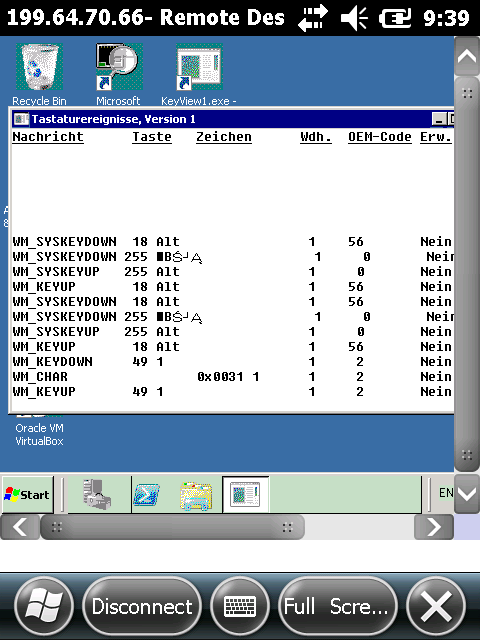 199.64.70.66- Remote Des 9:39
Recycle Bin Microsoft KeyView1.exe -
Tastaturereignisse, Version 1
Nachricht Taste Zeichen Wdh. OEM-Code Erw.
WM_SYSKEYDOWN 18 Alt 1 56 Nein
WM_SYSKEYDOWN 255 1 0 Nein
WM_SYSKEYUP 255 Alt 1 0 Nein
WM_KEYUP 18 Alt 1 56 Nein
WM_SYSKEYDOWN 18 Alt 1 56 Nein
WM_SYSKEYDOWN 255 1 0 Nein
WM_SYSKEYUP 255 Alt 1 0 Nein
WM_KEYUP 18 Alt 1 56 Nein
WM_KEYDOWN 49 1 1 2 Nein
WM_CHAR 0x0031 1 1 2 Nein
WM_KEYUP 49 1 1 2 Nein
Oracle VM
VirtualBox
Start EN
Disconnect Full Scre...